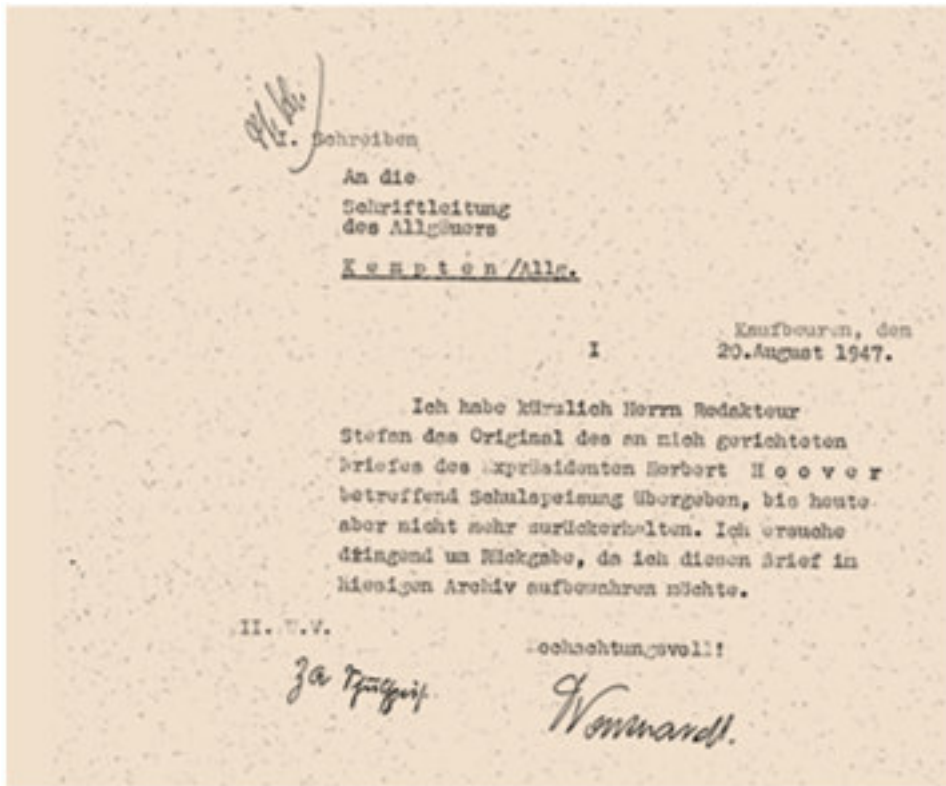 I. Schreiben
An die
Schriftleitung
des Allgäuers
K e m p t e n /Allg.
Kaufbeuren, den
I 20.August 1947.
Ich habe kürzlich Herrn Redakteur
Stefan das Original des an mich gerichteten
Briefes des Expräsidenten Herbert H o o v e r
betreffend Schulspeisung übergeben, bis heute
aber nicht mehr zurückerhalten. Ich ersuche
dringend um Rückgabe, da ich diesen Brief im
hiesigen Archiv aufbewahren möchte.
II. W.V.
Hochachtungsvoll!